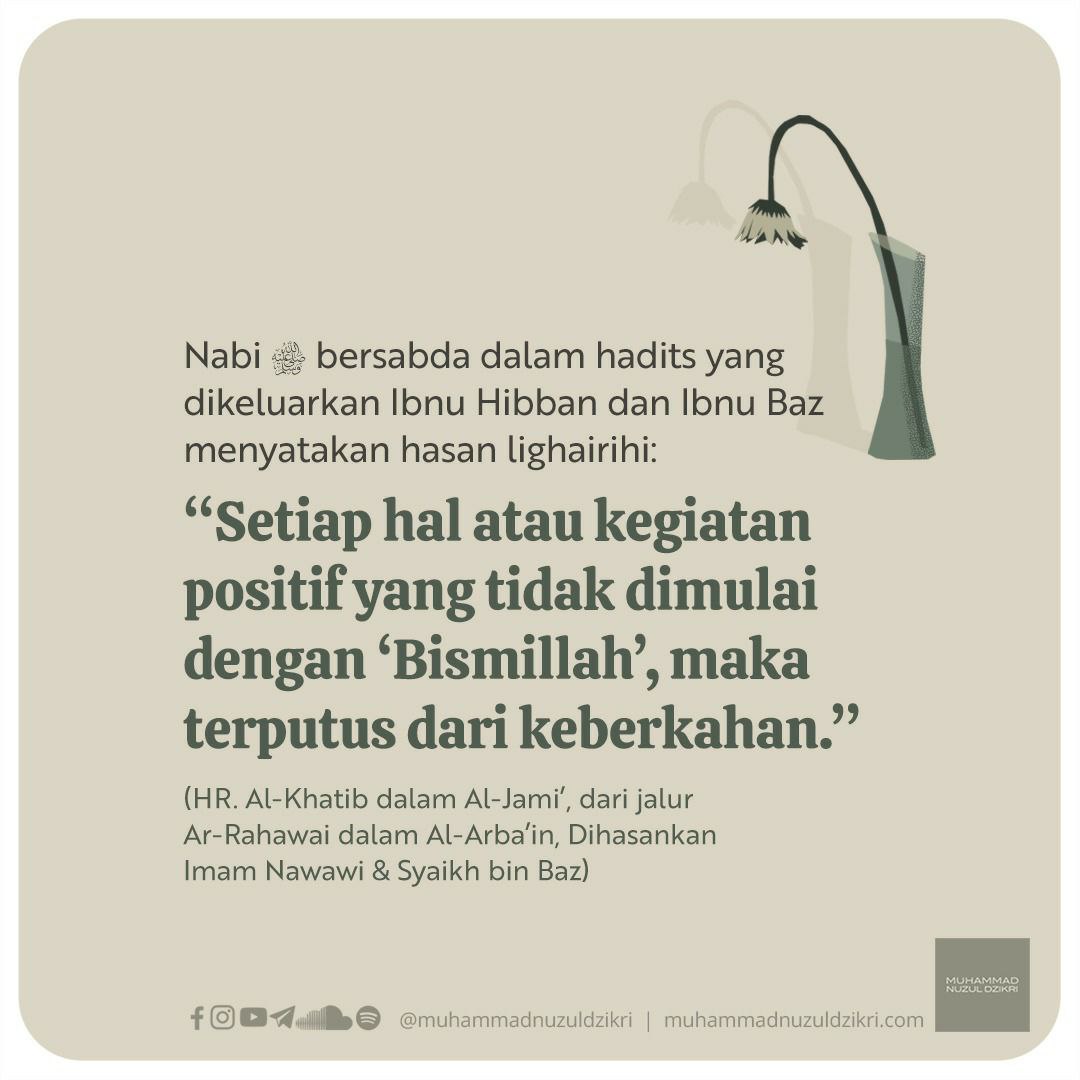 Nabi ﷺ bersabda dalam hadits yang
dikeluarkan Ibnu Hibban dan Ibnu Baz
menyatakan hasan lighairihi:
“Setiap hal atau kegiatan
positif yang tidak dimulai
dengan ‘Bismillah’, maka
terputus dari keberkahan.”
(HR. Al-Khatib dalam Al-Jami’, dari jalur
Ar-Rahawai dalam Al-Arba’in, Dihasankan
Imam Nawawi & Syaikh bin Baz)
MUHAMMAD
NUZUL DZIKRI
@muhammadnuzuldzikri | muhammadnuzuldzikri.com